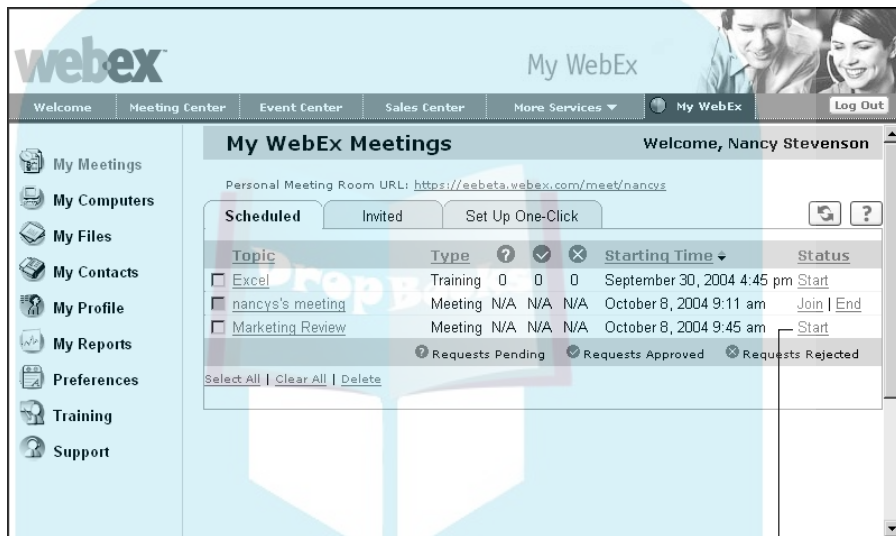 webex
My WebEx
Welcome Meeting Center Event Center Sales Center More Services My WebEx Log Out
My WebEx Meetings Welcome, Nancy Stevenson
My Meetings
My Computers
My Files
My Contacts
My Profile
My Reports
Preferences
Training
Support
Personal Meeting Room URL: https://eebeta.webex.com/meet/nancys
Scheduled Invited Set Up One-Click ?
Topic Type ? Starting Time Status
Excel Training 0 0 0 September 30, 2004 4:45 pm Start
nancys's meeting Meeting N/A N/A N/A October 8, 2004 9:11 am Join | End
Marketing Review Meeting N/A N/A N/A October 8, 2004 9:45 am Start
? Requests Pending Requests Approved Requests Rejected
Select All | Clear All | Delete
DropBooks